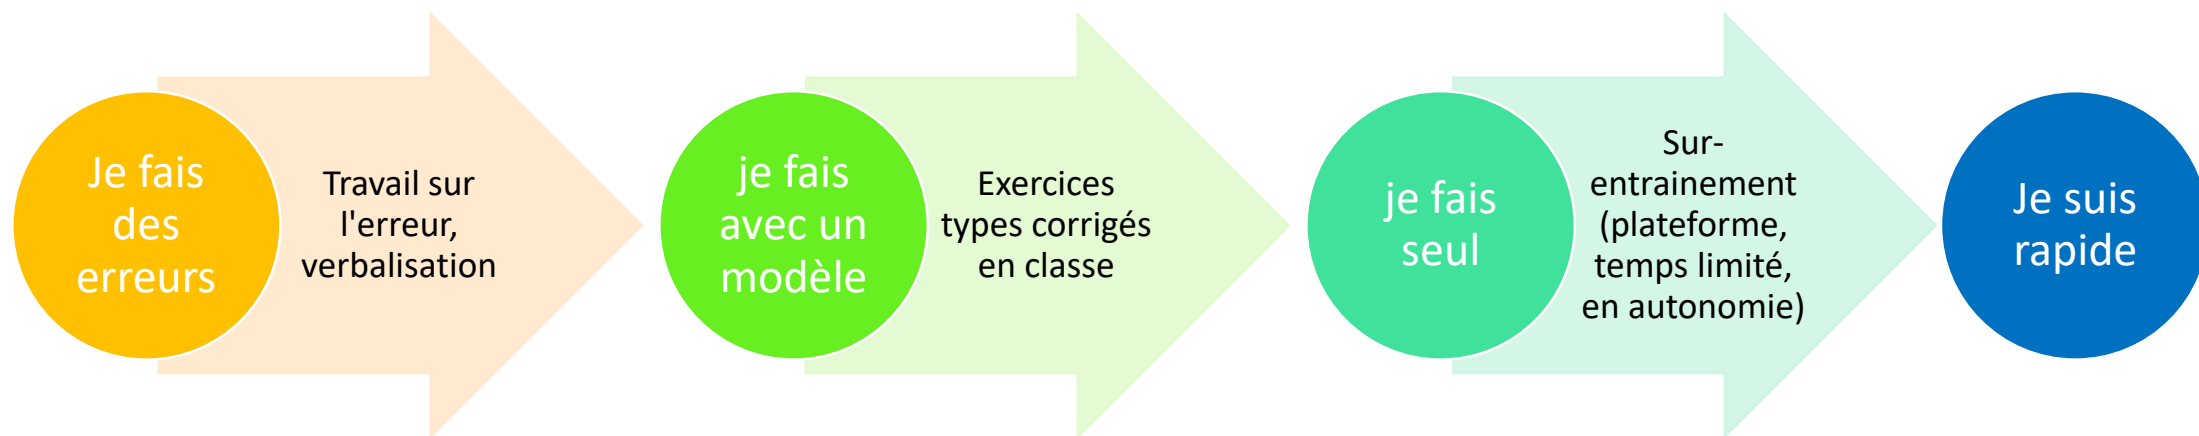 Je fais
des
erreurs
Travail sur
l'erreur,
verbalisation
je fais
avec un
modèle
Exercices
types corrigés
en classe
je fais
seul
Sur-
entrainement
(plateforme,
temps limité,
en autonomie)
Je suis
rapide